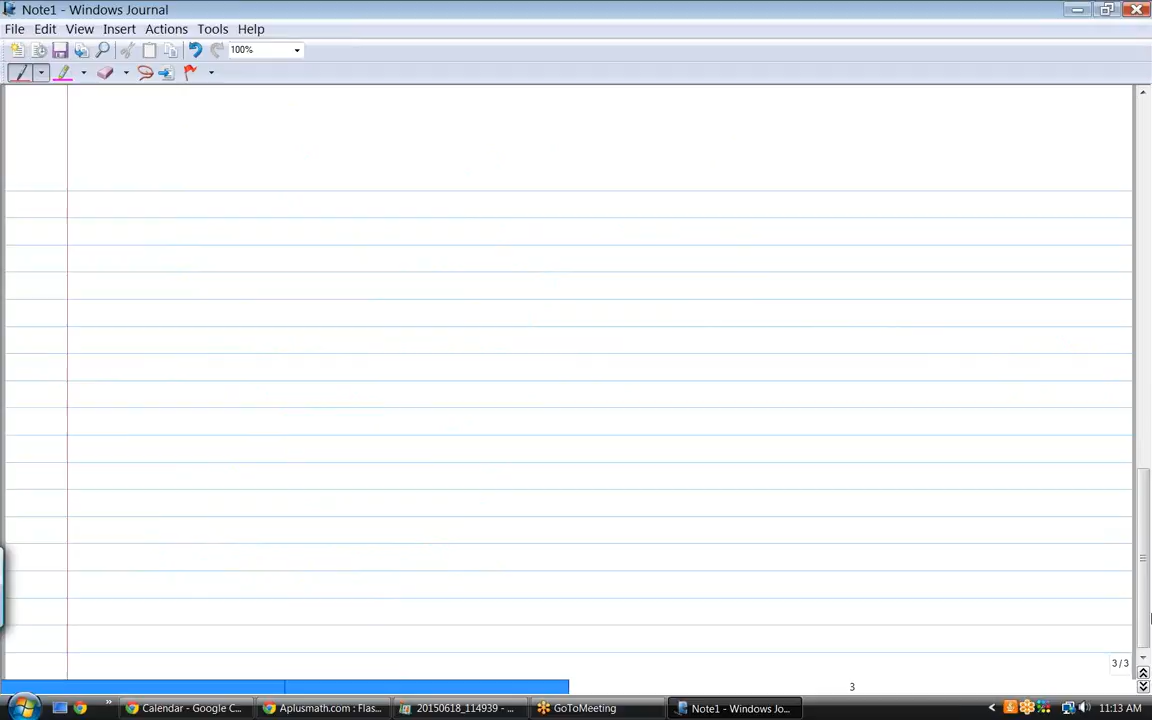 Note1 - Windows Journal
File Edit View Insert Actions Tools Help
100%
3 / 3
3
Calendar - Google C...
Aplusmath.com : Flas...
20150618_114939 - ...
GoToMeeting
Note1 - Windows Jo...
11:13 AM